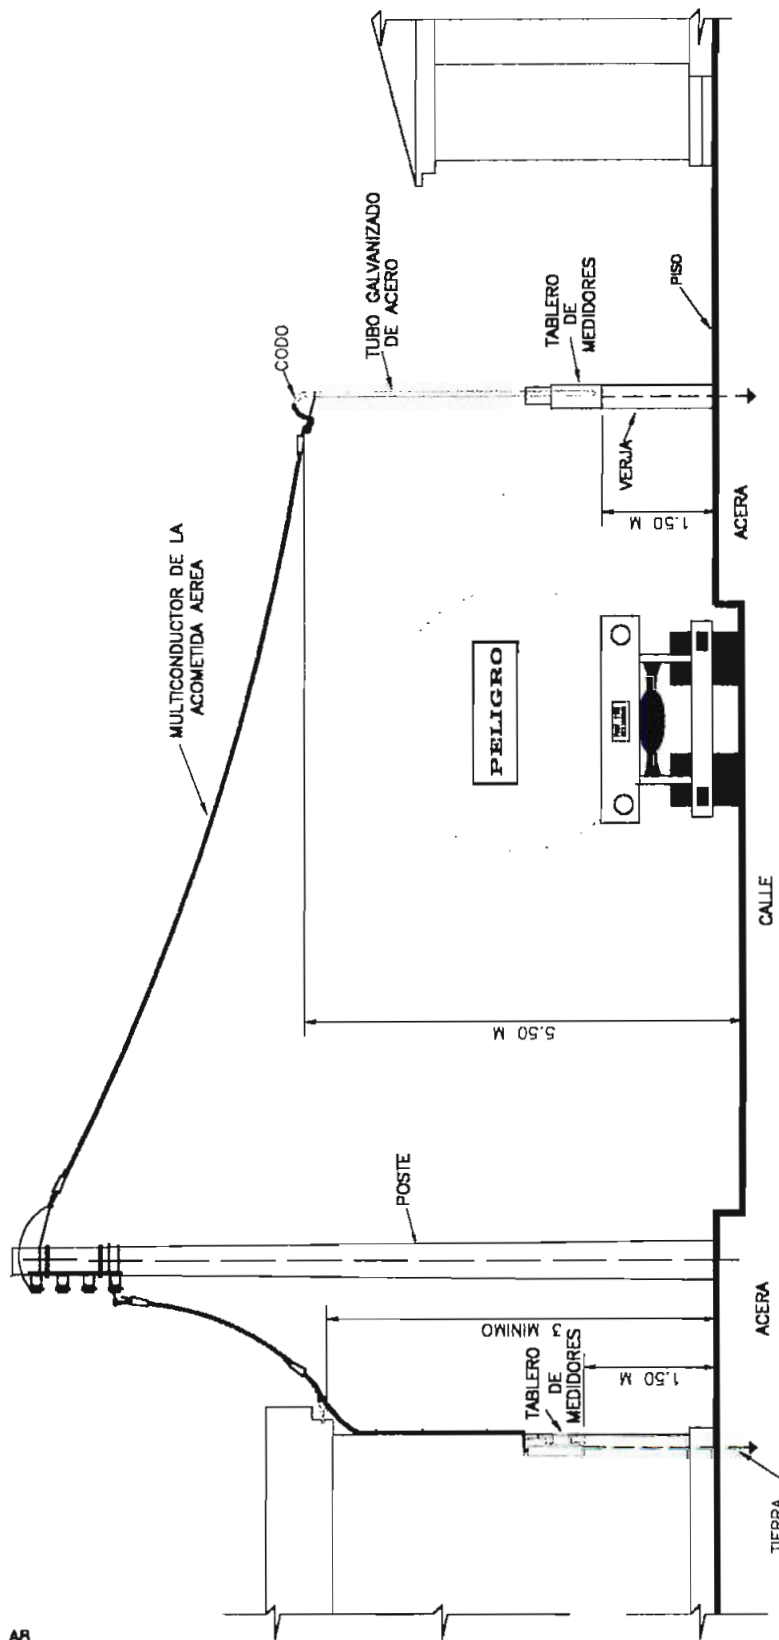 MULTICONDUCTOR DE LA
ACOMETIDA AEREA
CODO
TUBO GALVANIZADO
DE ACERO
POSTE
PELIGRO
TABLERO
DE
MEDIDORES
5.50 M
3 MINIMO
TABLERO
DE
MEDIDORES
VERJA
PISO
1.50 M
1.50 M
TIERRA
ACERA
CALLE
ACERA
AB